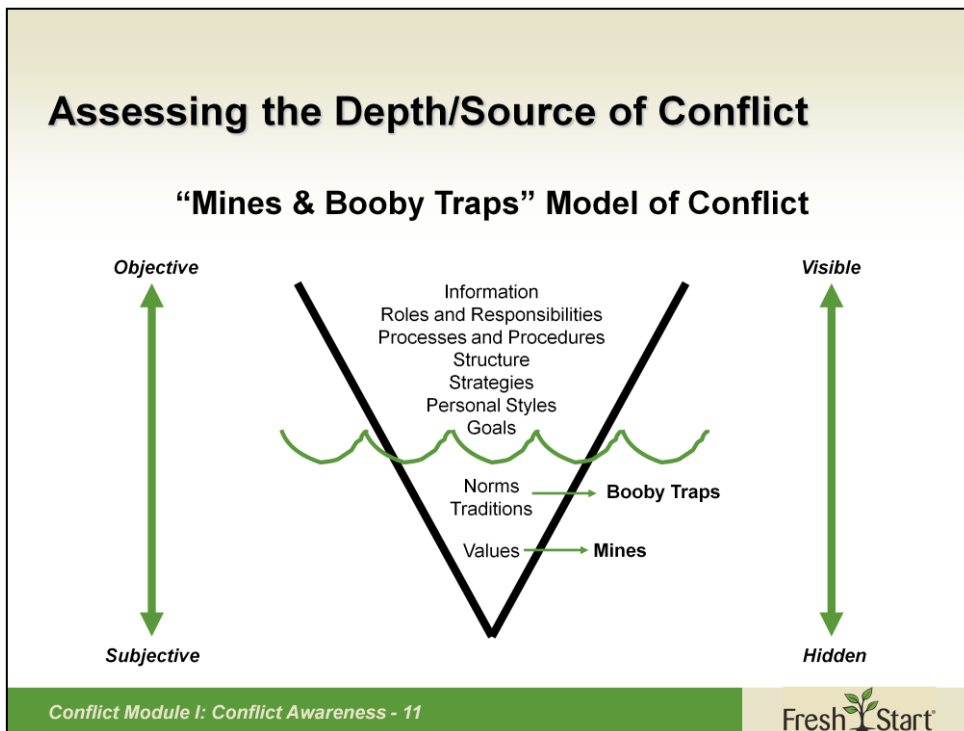 Assessing the Depth/Source of Conflict
“Mines & Booby Traps” Model of Conflict
Objective
Visible
Information
Roles and Responsibilities
Processes and Procedures
Structure
Strategies
Personal Styles
Goals
Norms
Traditions
Booby Traps
Values
Mines
Subjective
Hidden
Conflict Module I: Conflict Awareness - 11
Fresh Start